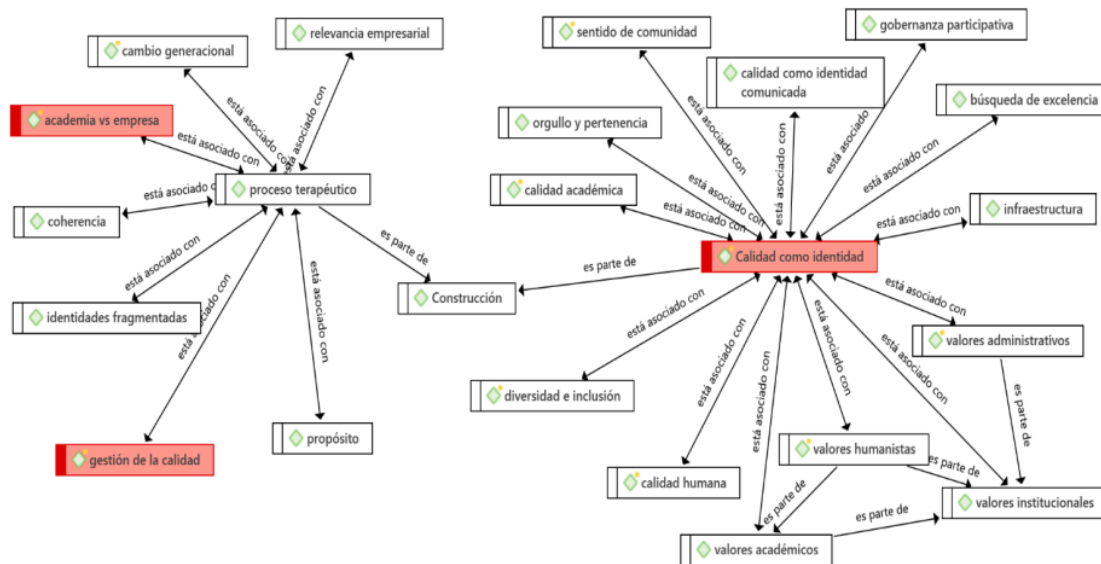 cambio generacional
relevancia empresarial
sentido de comunidad
gobernanza participativa
calidad como identidad
comunicada
búsqueda de excelencia
academia vs empresa
orgullo y pertenencia
proceso terapéutico
calidad académica
coherencia
infraestructura
Calidad como identidad
Construcción
identidades fragmentadas
valores administrativos
diversidad e inclusión
propósito
valores humanistas
gestión de la calidad
calidad humana
valores institucionales
valores académicos
está asociado con
está asociado con
está asociado con
está asociado c
está asociado con
está asociado con
está asociado con
es parte de
es parte de
está asociado con
está asociado con
está asociado con
está asociado con
está asociado
está asociado con
está asociado con
está asociado con
está asociado con
está asociado con
está asociado con
está asociado con
está asociado con
es parte de
es parte de
es parte de
es parte de